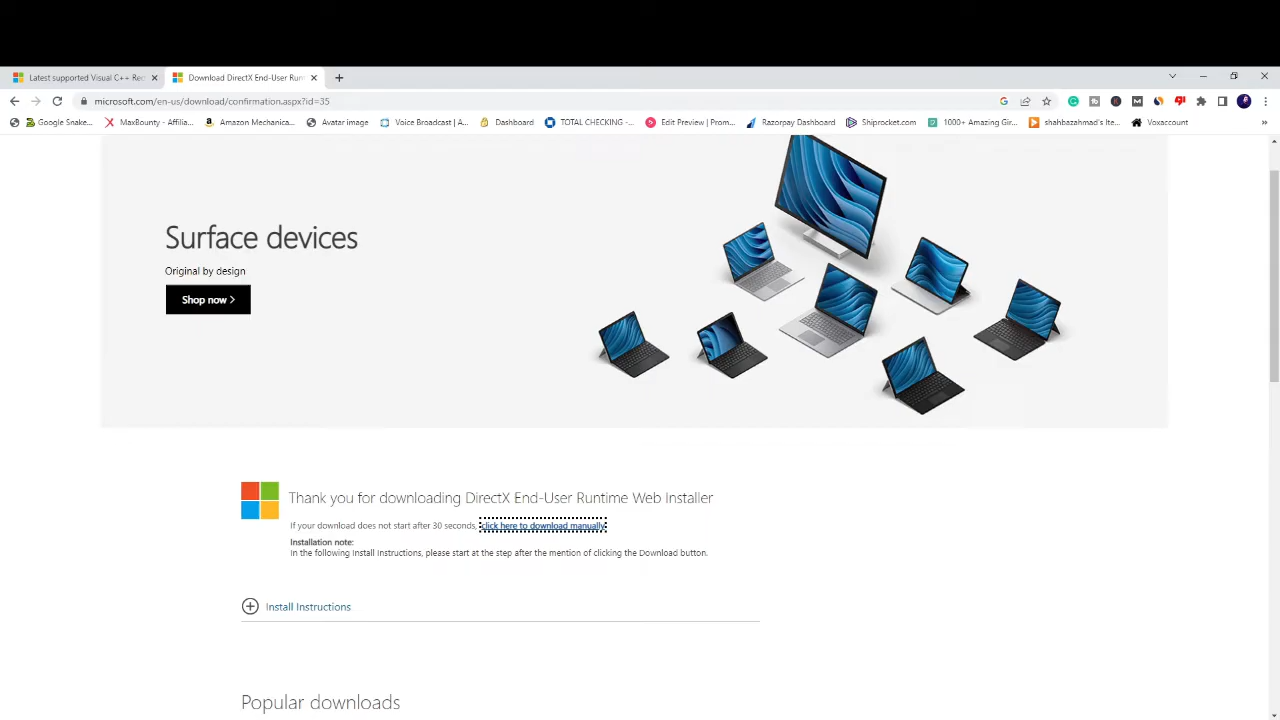 Latest supported Visual C++ Rec
Download DirectX End-User Run
microsoft.com/en-us/download/confirmation.aspx?id=35
Google Snake...
MaxBounty - Affilia...
Amazon Mechanica...
Avatar image
Voice Broadcast | A...
Dashboard
TOTAL CHECKING -...
Edit Preview | Prom...
Razorpay Dashboard
Shiprocket.com
1000+ Amazing Gir...
shahbazahmad's Ite...
Voxaccount
Surface devices
Original by design
Shop now >
Thank you for downloading DirectX End-User Runtime Web Installer
If your download does not start after 30 seconds, click here to download manually
Installation note:
In the following Install Instructions, please start at the step after the mention of clicking the Download button.
Install Instructions
Popular downloads